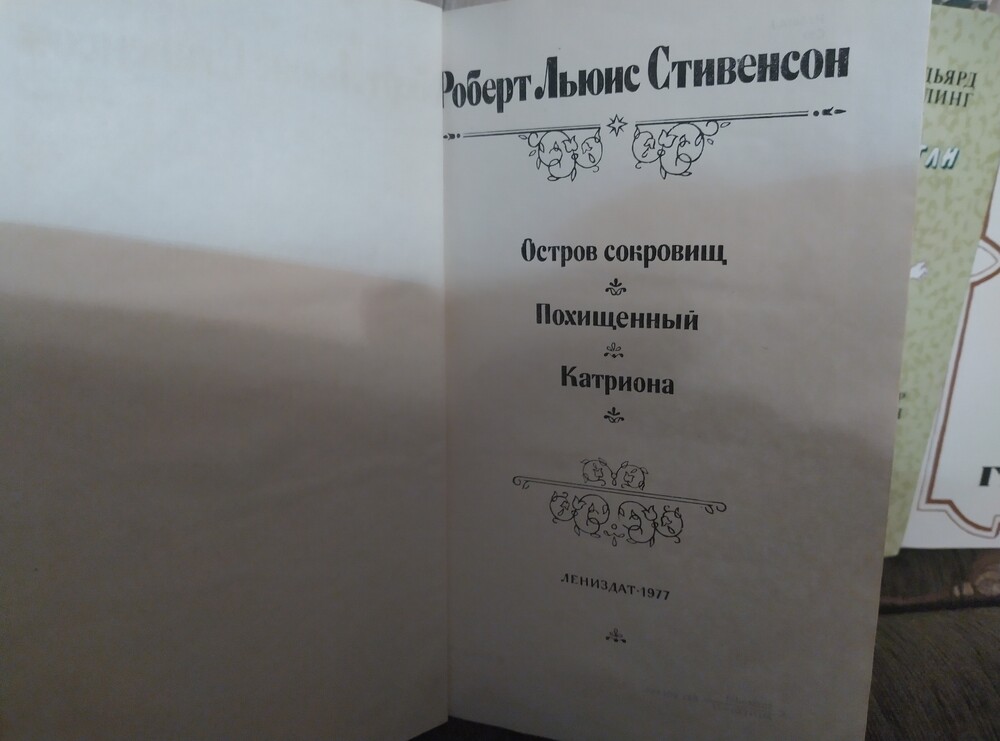 Роберт Льюис Стивенсон
Остров сокровищ
Похищенный
Катриона
ЛЕНИЗДАТ·1977